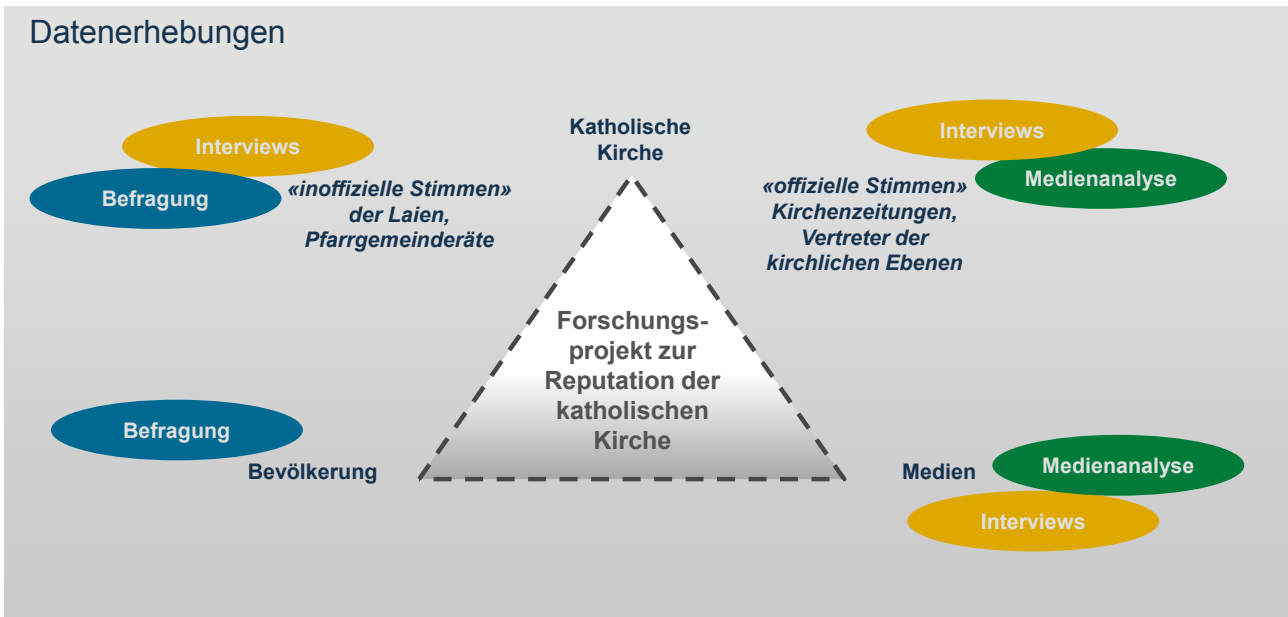 Datenerhebungen
Interviews
Befragung
«inoffizielle Stimmen»
der Laien,
Pfarrgemeinderäte
Katholische
Kirche
Interviews
Medienanalyse
«offizielle Stimmen»
Kirchenzeitungen,
Vertreter der
kirchlichen Ebenen
Forschungs-
projekt zur
Reputation der
katholischen
Kirche
Befragung
Bevölkerung
Medien
Medienanalyse
Interviews